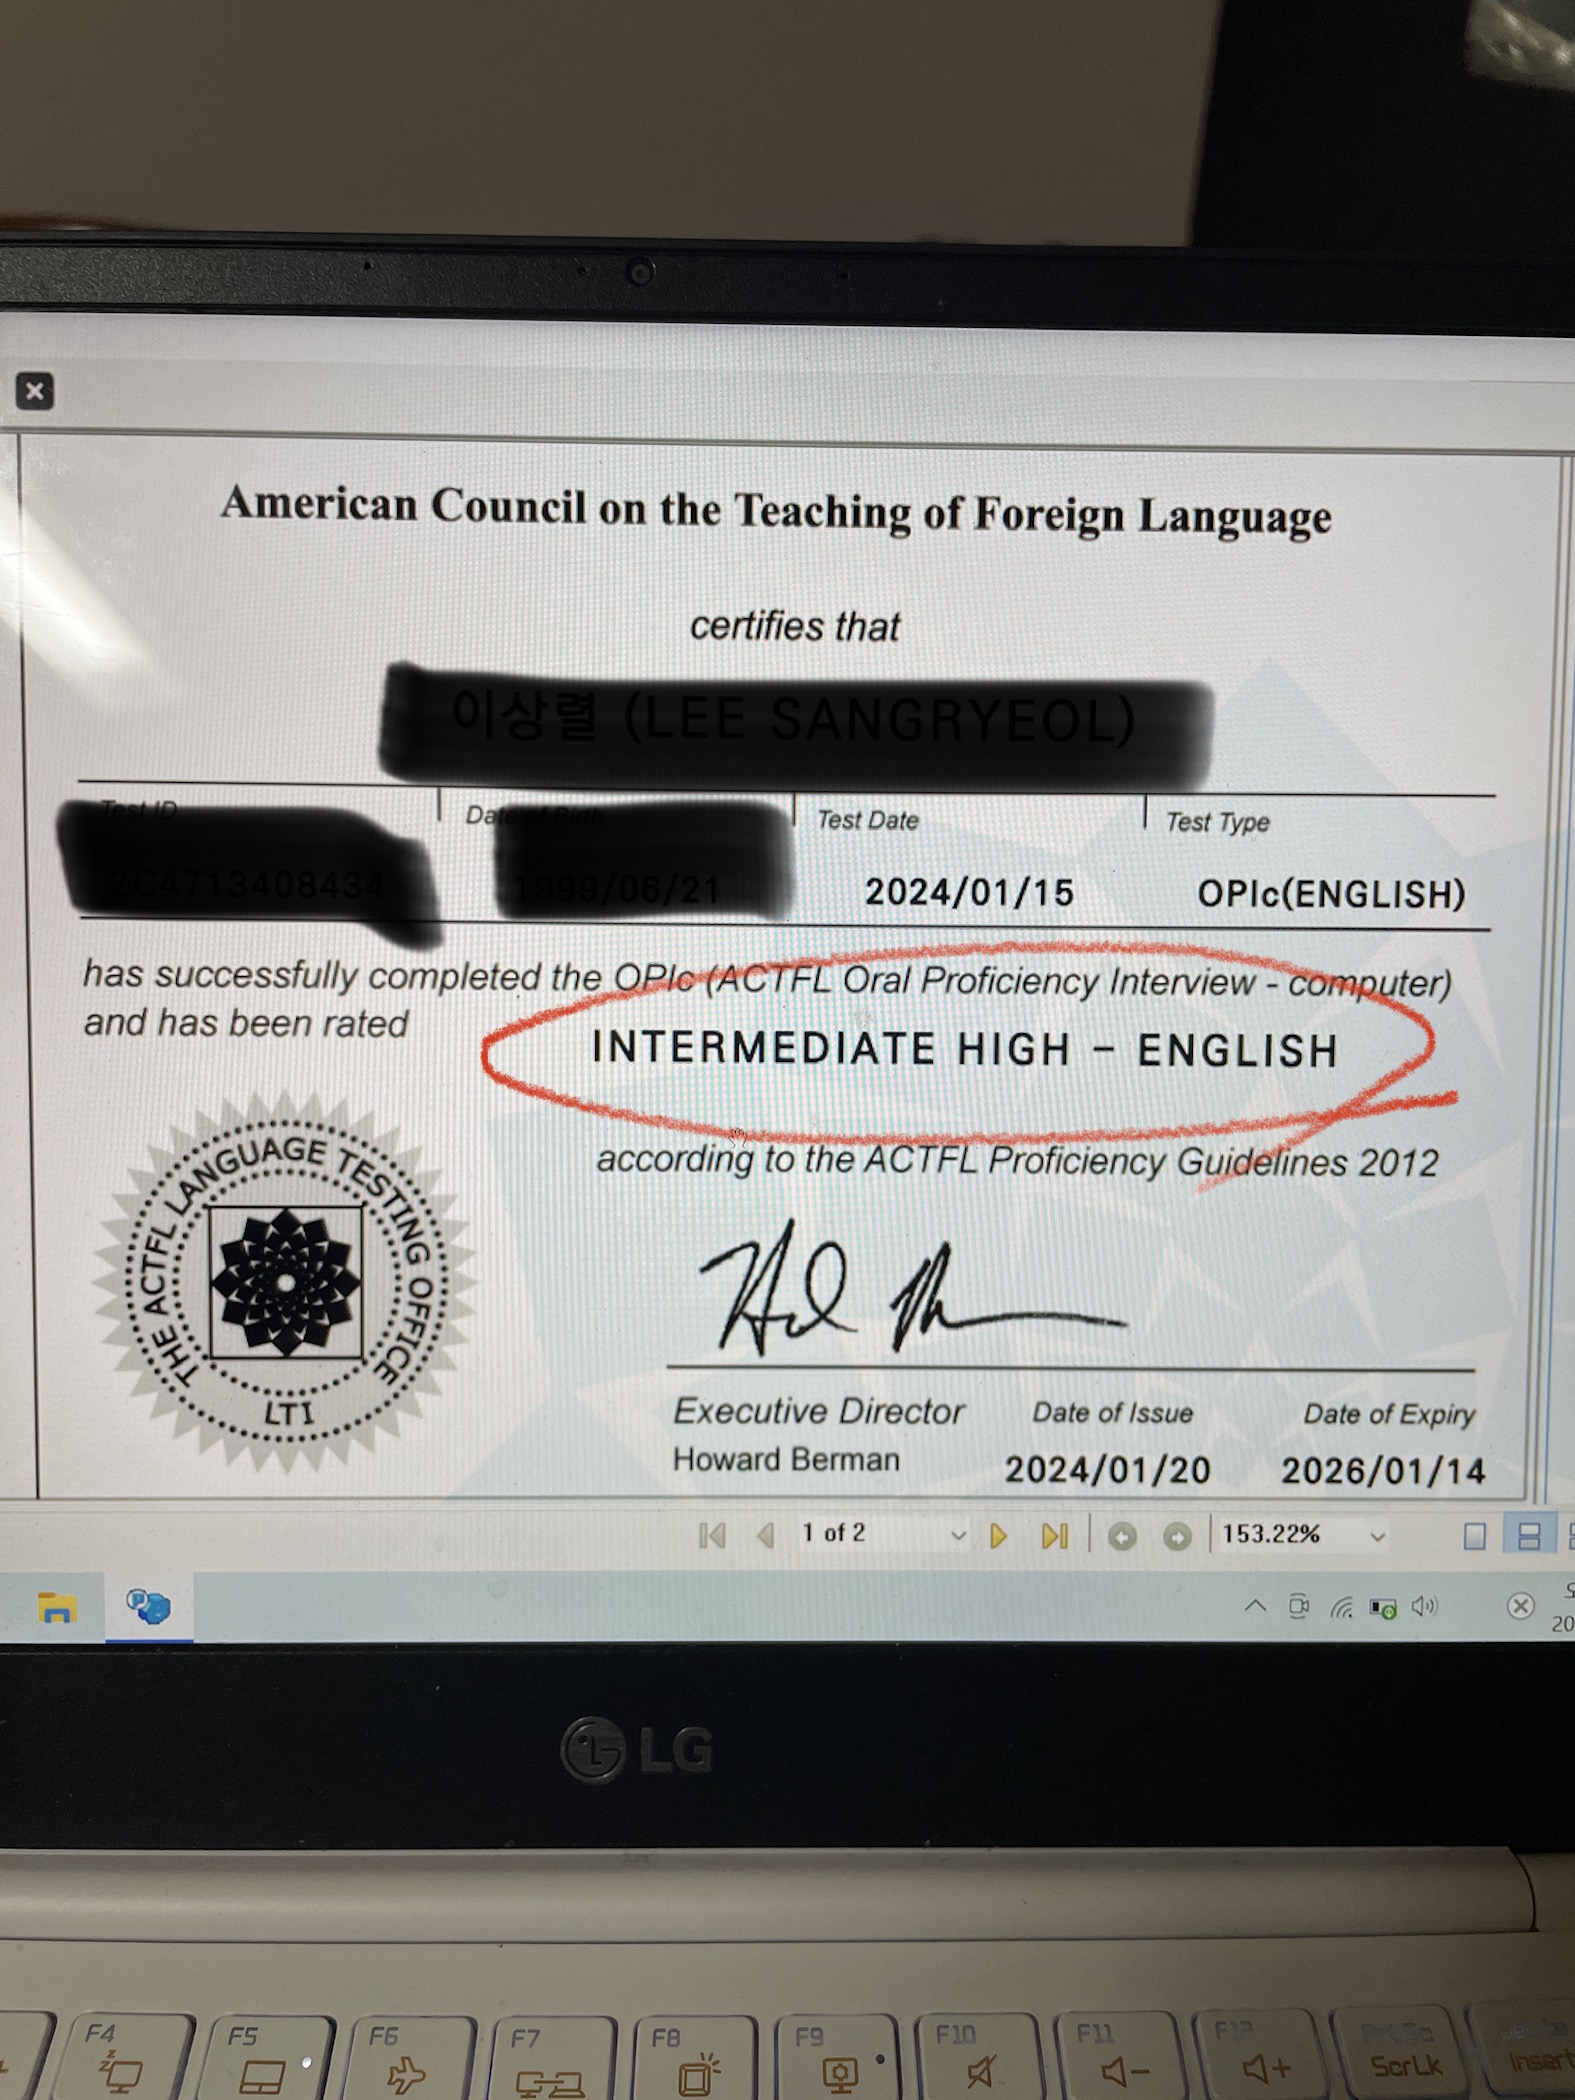 American Council on the Teaching of Foreign Language
certifies that
Test Date
Test Type
2024/01/15
OPIc(ENGLISH)
has successfully completed the OPIc (ACTFL Oral Proficiency Interview - computer)
and has been rated
INTERMEDIATE HIGH - ENGLISH
according to the ACTFL Proficiency Guidelines 2012
THE ACTFL LANGUAGE TESTING OFFICE
LTI
Executive Director
Date of Issue
Date of Expiry
Howard Berman
2024/01/20
2026/01/14
1 of 2
153.22%
20
LG
F4
F5
F6
F7
F8
F9
F10
F11
F12
PrtSc
ScrLk
Insert